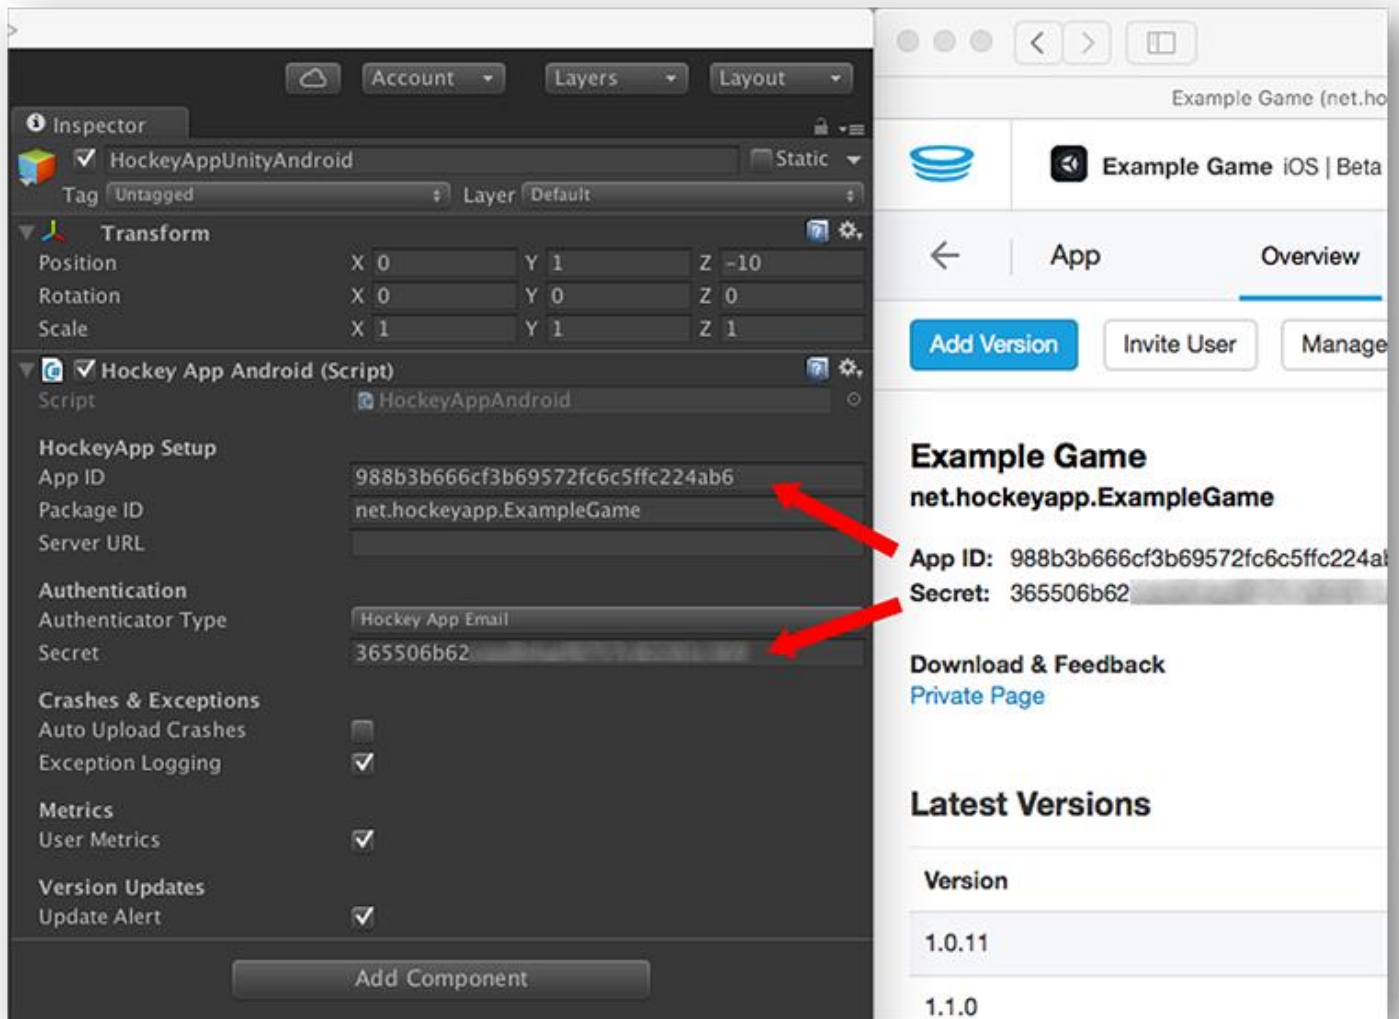 >
Account
Layers
Layout
Inspector
HockeyAppUnityAndroid
Static
Tag Untagged Layer Default
Transform
Position X 0 Y 1 Z -10
Rotation X 0 Y 0 Z 0
Scale X 1 Y 1 Z 1
Hockey App Android (Script)
Script HockeyAppAndroid
HockeyApp Setup
App ID 988b3b666cf3b69572fc6c5ffc224ab6
Package ID net.hockeyapp.ExampleGame
Server URL
Authentication
Authenticator Type Hockey App Email
Secret 365506b62
Crashes & Exceptions
Auto Upload Crashes
Exception Logging
Metrics
User Metrics
Version Updates
Update Alert
Add Component
Example Game (net.ho
Example Game iOS | Beta
App Overview
Add Version Invite User Manage
Example Game
net.hockeyapp.ExampleGame
App ID: 988b3b666cf3b69572fc6c5ffc224a
Secret: 365506b62
Download & Feedback
Private Page
Latest Versions
Version
1.0.11
1.1.0